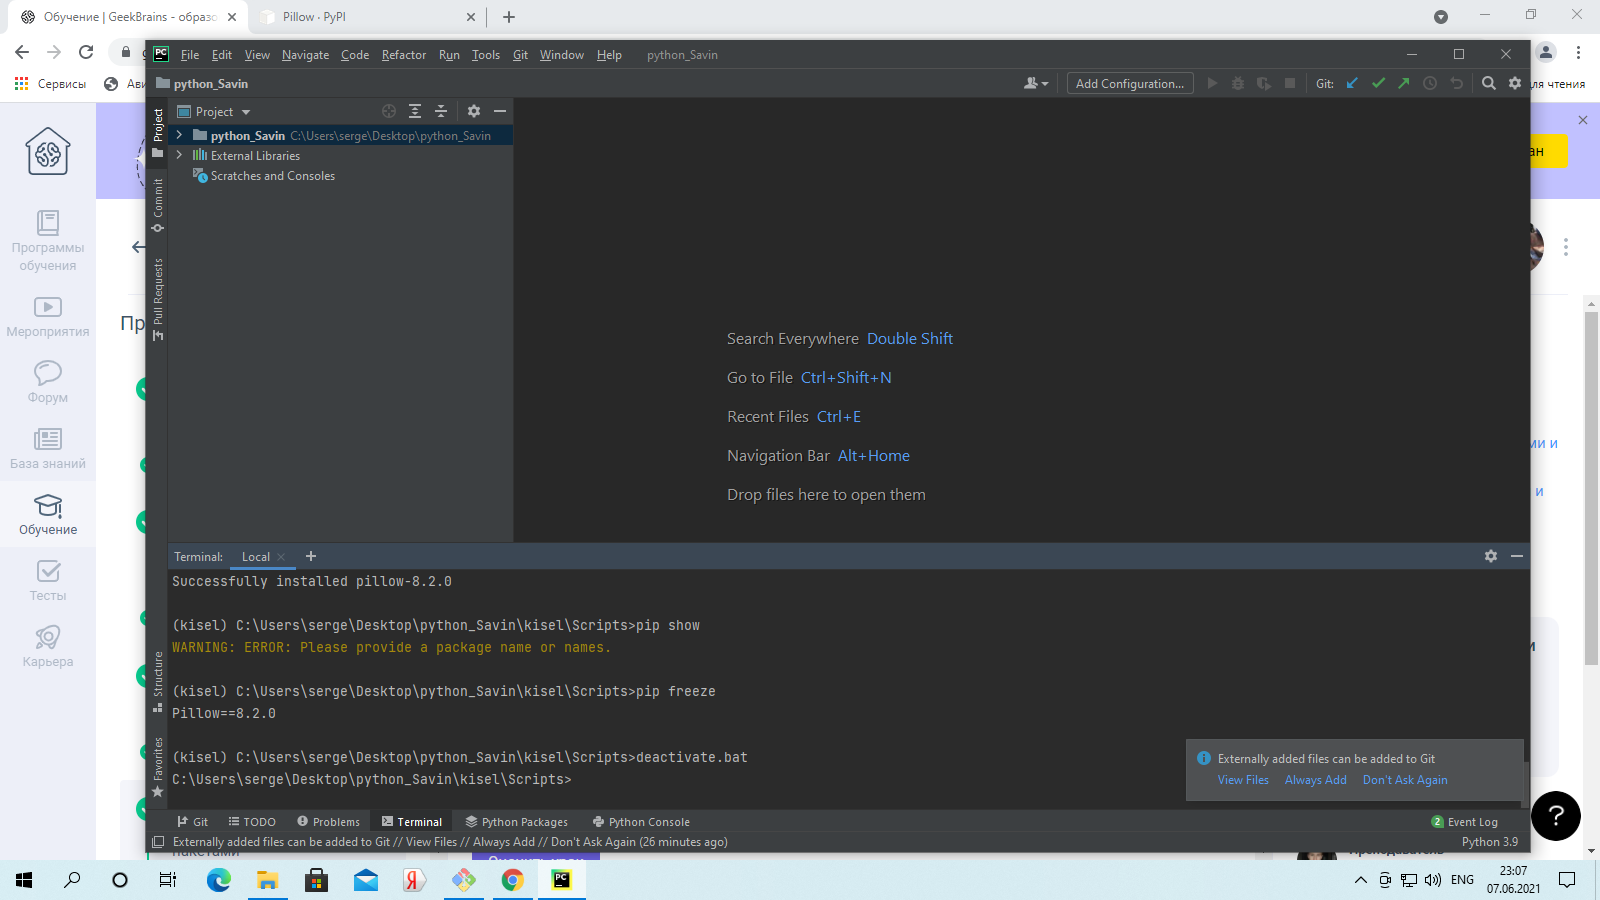 Обучение | GeekBrains - образо
Pillow · PyPI
Сервисы
Ави
для чтения
PC File Edit View Navigate Code Refactor Run Tools Git Window Help python_Savin
python_Savin
Add Configuration...
Git:
Project
python_Savin C:\Users\serge\Desktop\python_Savin
External Libraries
Scratches and Consoles
Project
Commit
Pull Requests
Structure
Favorites
ан
Программы
обучения
Мероприятия
Форум
База знаний
Обучение
Тесты
Карьера
Пр
Search Everywhere Double Shift
Go to File Ctrl+Shift+N
Recent Files Ctrl+E
Navigation Bar Alt+Home
Drop files here to open them
ми и
и
и
Terminal: Local
Successfully installed pillow-8.2.0
(kisel) C:\Users\serge\Desktop\python_Savin\kisel\Scripts>pip show
WARNING: ERROR: Please provide a package name or names.
(kisel) C:\Users\serge\Desktop\python_Savin\kisel\Scripts>pip freeze
Pillow==8.2.0
(kisel) C:\Users\serge\Desktop\python_Savin\kisel\Scripts>deactivate.bat
C:\Users\serge\Desktop\python_Savin\kisel\Scripts>
Externally added files can be added to Git
View Files Always Add Don't Ask Again
Git TODO Problems Terminal Python Packages Python Console
2 Event Log
Externally added files can be added to Git // View Files // Always Add // Don't Ask Again (26 minutes ago)
Python 3.9
?
пакетами
ENG
23:07
07.06.2021